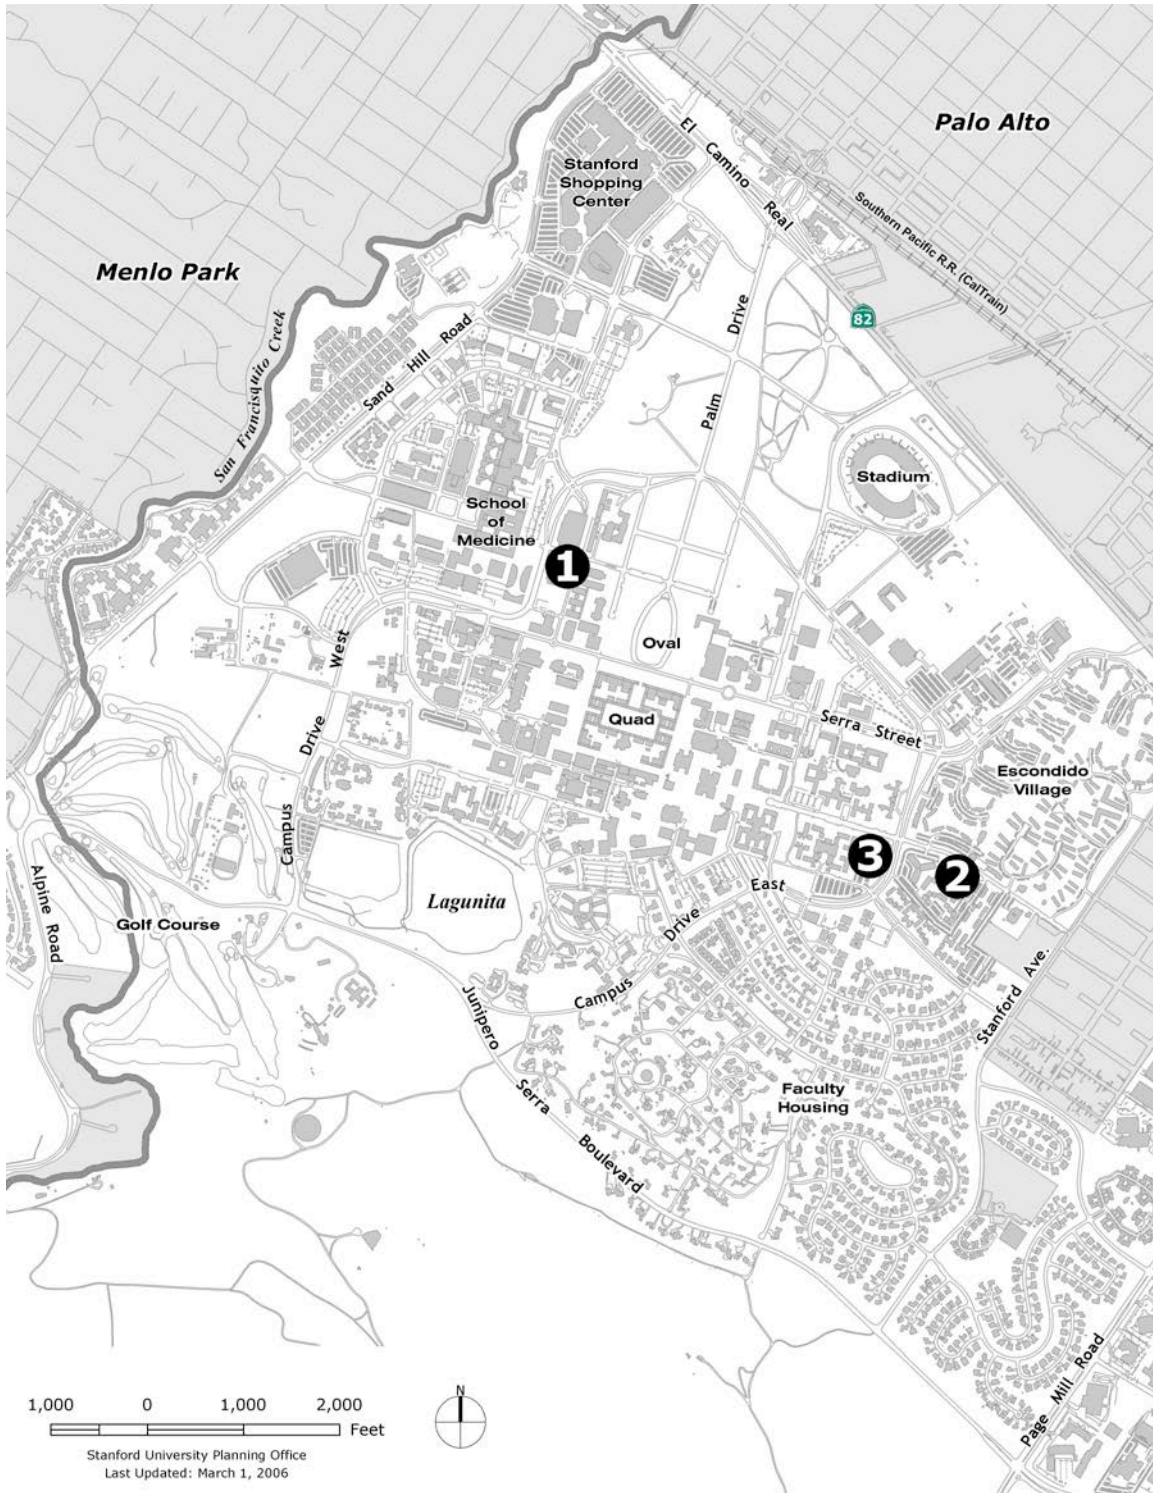 Palo Alto
El Camino Real
Stanford
Shopping
Center
Southern Pacific R.R. (CalTrain)
Menlo Park
82
Palm Drive
San Francisquito Creek
Sand Hill Road
Stadium
School
of
Medicine
1
Oval
Campus Drive West
Quad
Serra Street
Escondido
Village
3
2
Campus Drive East
Lagunita
Alpine Road
Golf Course
Stanford Ave.
Junipero Serra Boulevard
Faculty
Housing
Page Mill Road
1,000 0 1,000 2,000
Feet
N
Stanford University Planning Office
Last Updated: March 1, 2006